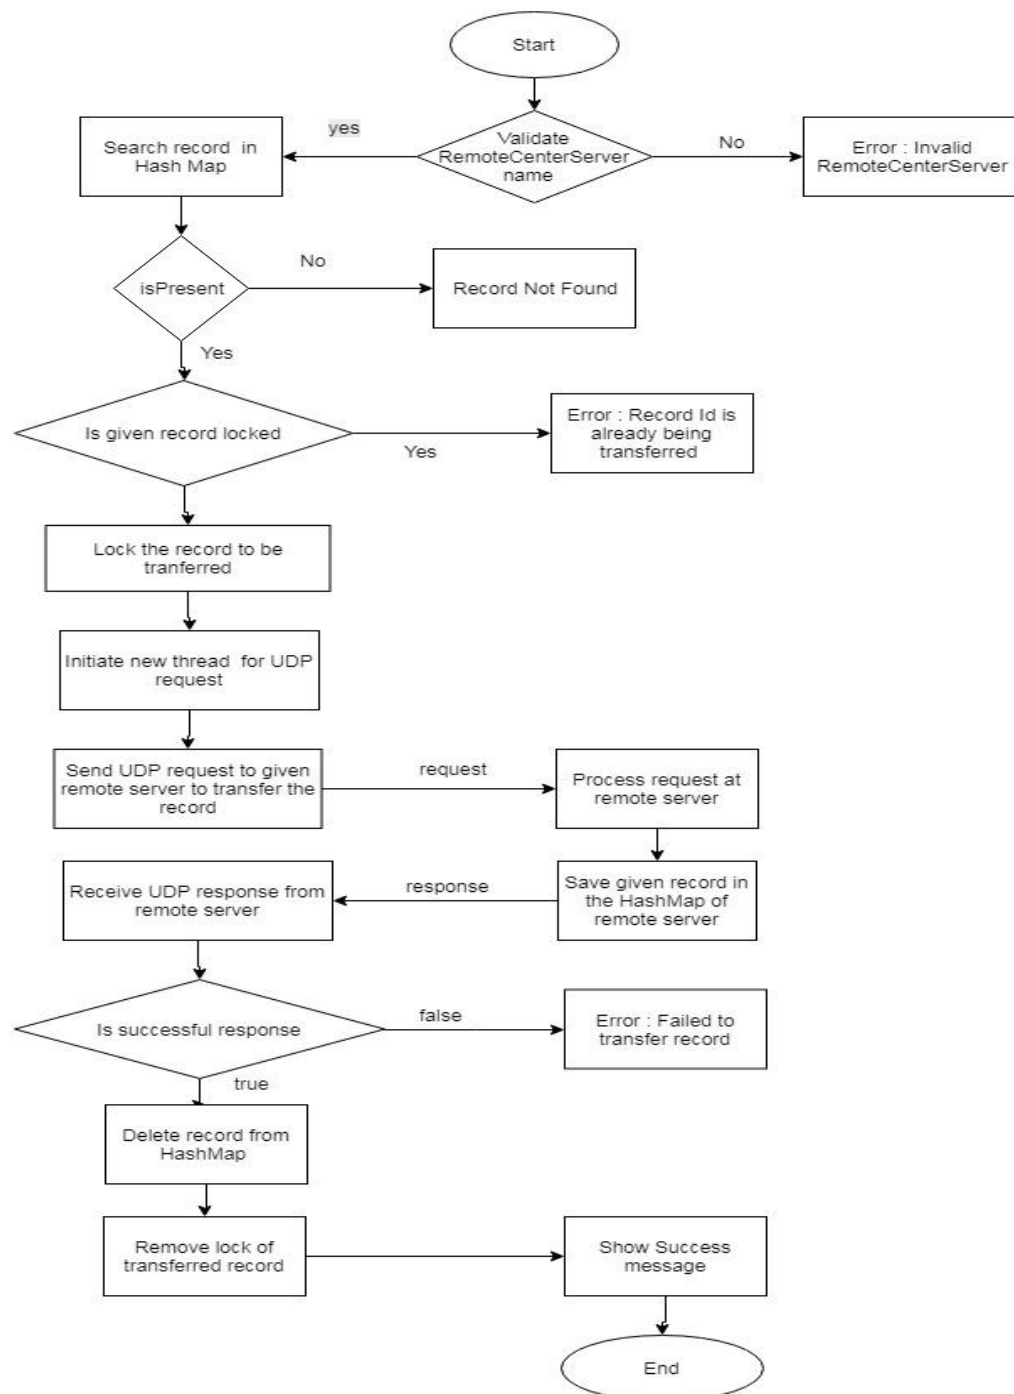 Start
yes
Validate
RemoteCenterServer
name
No
Search record in
Hash Map
Error : Invalid
RemoteCenterServer
isPresent
No
Record Not Found
Yes
Is given record locked
Yes
Error : Record Id is
already being
transferred
Lock the record to be
tranferred
Initiate new thread for UDP
request
Send UDP request to given
remote server to transfer the
record
request
Process request at
remote server
Receive UDP response from
remote server
response
Save given record in
the HashMap of
remote server
Is successful response
false
Error : Failed to
transfer record
true
Delete record from
HashMap
Remove lock of
transferred record
Show Success
message
End